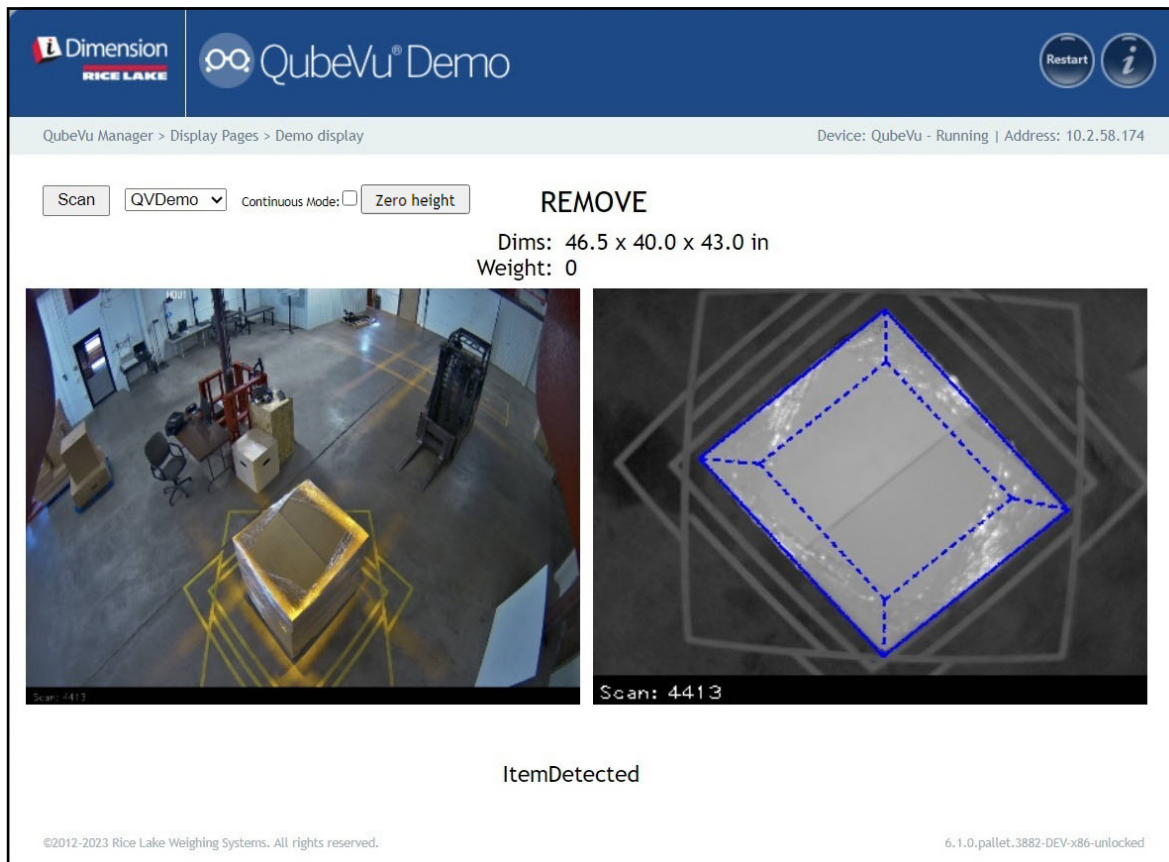 i Dimension
RICE LAKE
QubeVu® Demo
Restart
i
QubeVu Manager > Display Pages > Demo display
Device: QubeVu - Running | Address: 10.2.58.174
Scan
QVDemo
Continuous Mode:
Zero height
REMOVE
Dims: 46.5 x 40.0 x 43.0 in
Weight: 0
Scan: 4413
Scan: 4413
ItemDetected
©2012-2023 Rice Lake Weighing Systems. All rights reserved.
6.1.0.pallet.3882-DEV-x86-unlocked